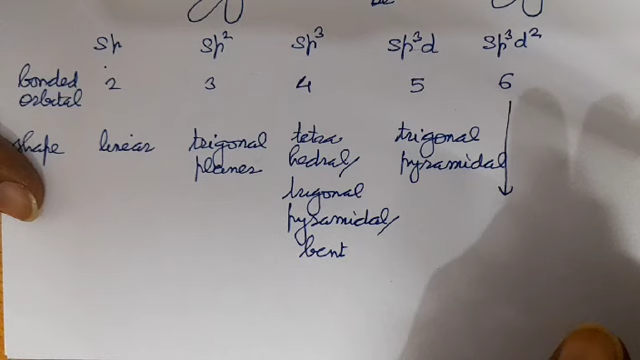 sp sp² sp³ sp³d sp³d²
bonded 2 3 4 5 6
orbital
shape linear trigonal tetra trigonal
planer hedral/ pyramidal
trigonal
pyramidal/
bent